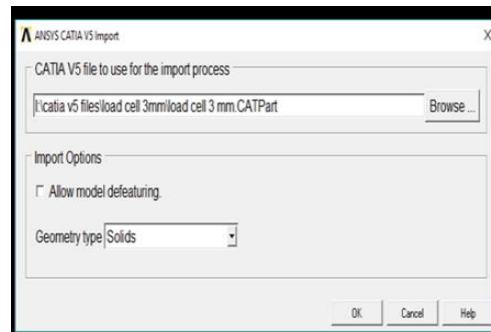 ANSYS CATIA V5 Import
X
CATIA V5 file to use for the import process
I:\catia v5 files\load cell 3mm\load cell 3 mm.CATPart
Browse ...
Import Options
Allow model defeaturing.
Geometry type Solids
OK Cancel Help